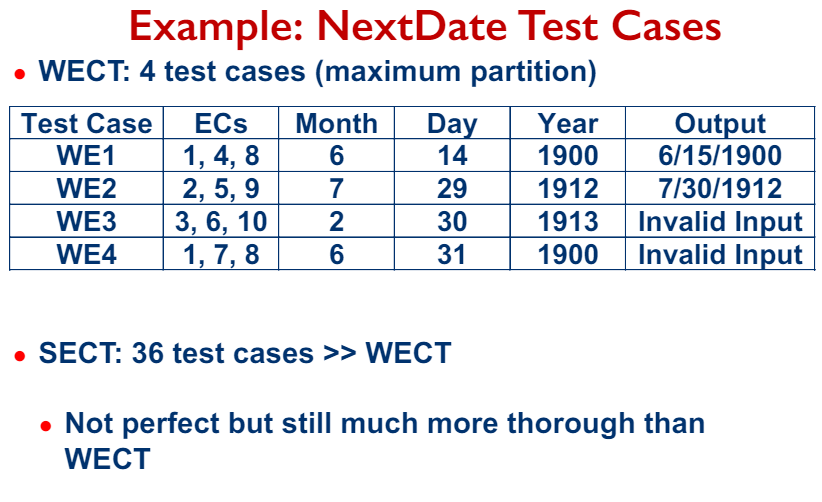 Example: NextDate Test Cases
• WECT: 4 test cases (maximum partition)
Test Case ECs Month Day Year Output
WE1 1, 4, 8 6 14 1900 6/15/1900
WE2 2, 5, 9 7 29 1912 7/30/1912
WE3 3, 6, 10 2 30 1913 Invalid Input
WE4 1, 7, 8 6 31 1900 Invalid Input
• SECT: 36 test cases >> WECT
• Not perfect but still much more thorough than
WECT